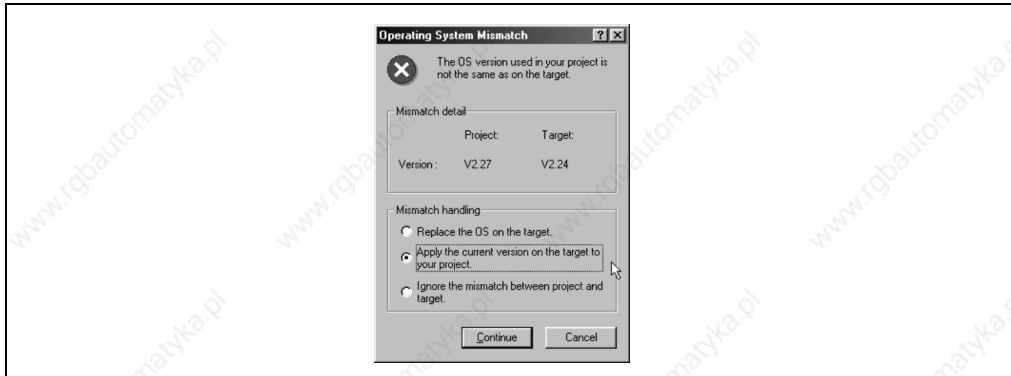 Operating System Mismatch
The OS version used in your project is
not the same as on the target.
Mismatch detail
Project: Target:
Version : V2.27 V2.24
Mismatch handling
Replace the OS on the target.
Apply the current version on the target to
your project.
Ignore the mismatch between project and
target.
Continue Cancel
www.rgbautomatyka.pl